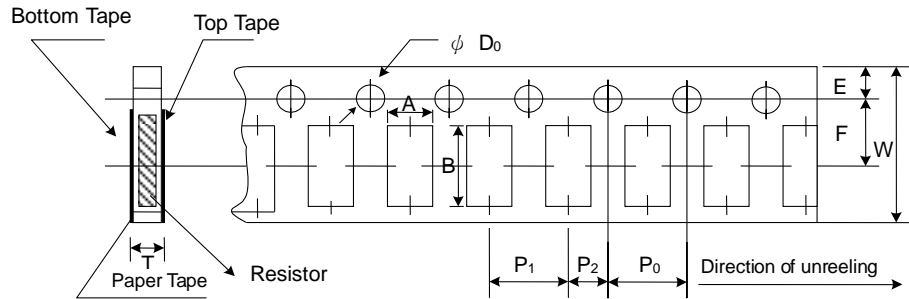 Bottom Tape
Top Tape
ϕ D₀
A
B
E
F
W
T
Paper Tape
Resistor
P₁
P₂
P₀
Direction of unreeling